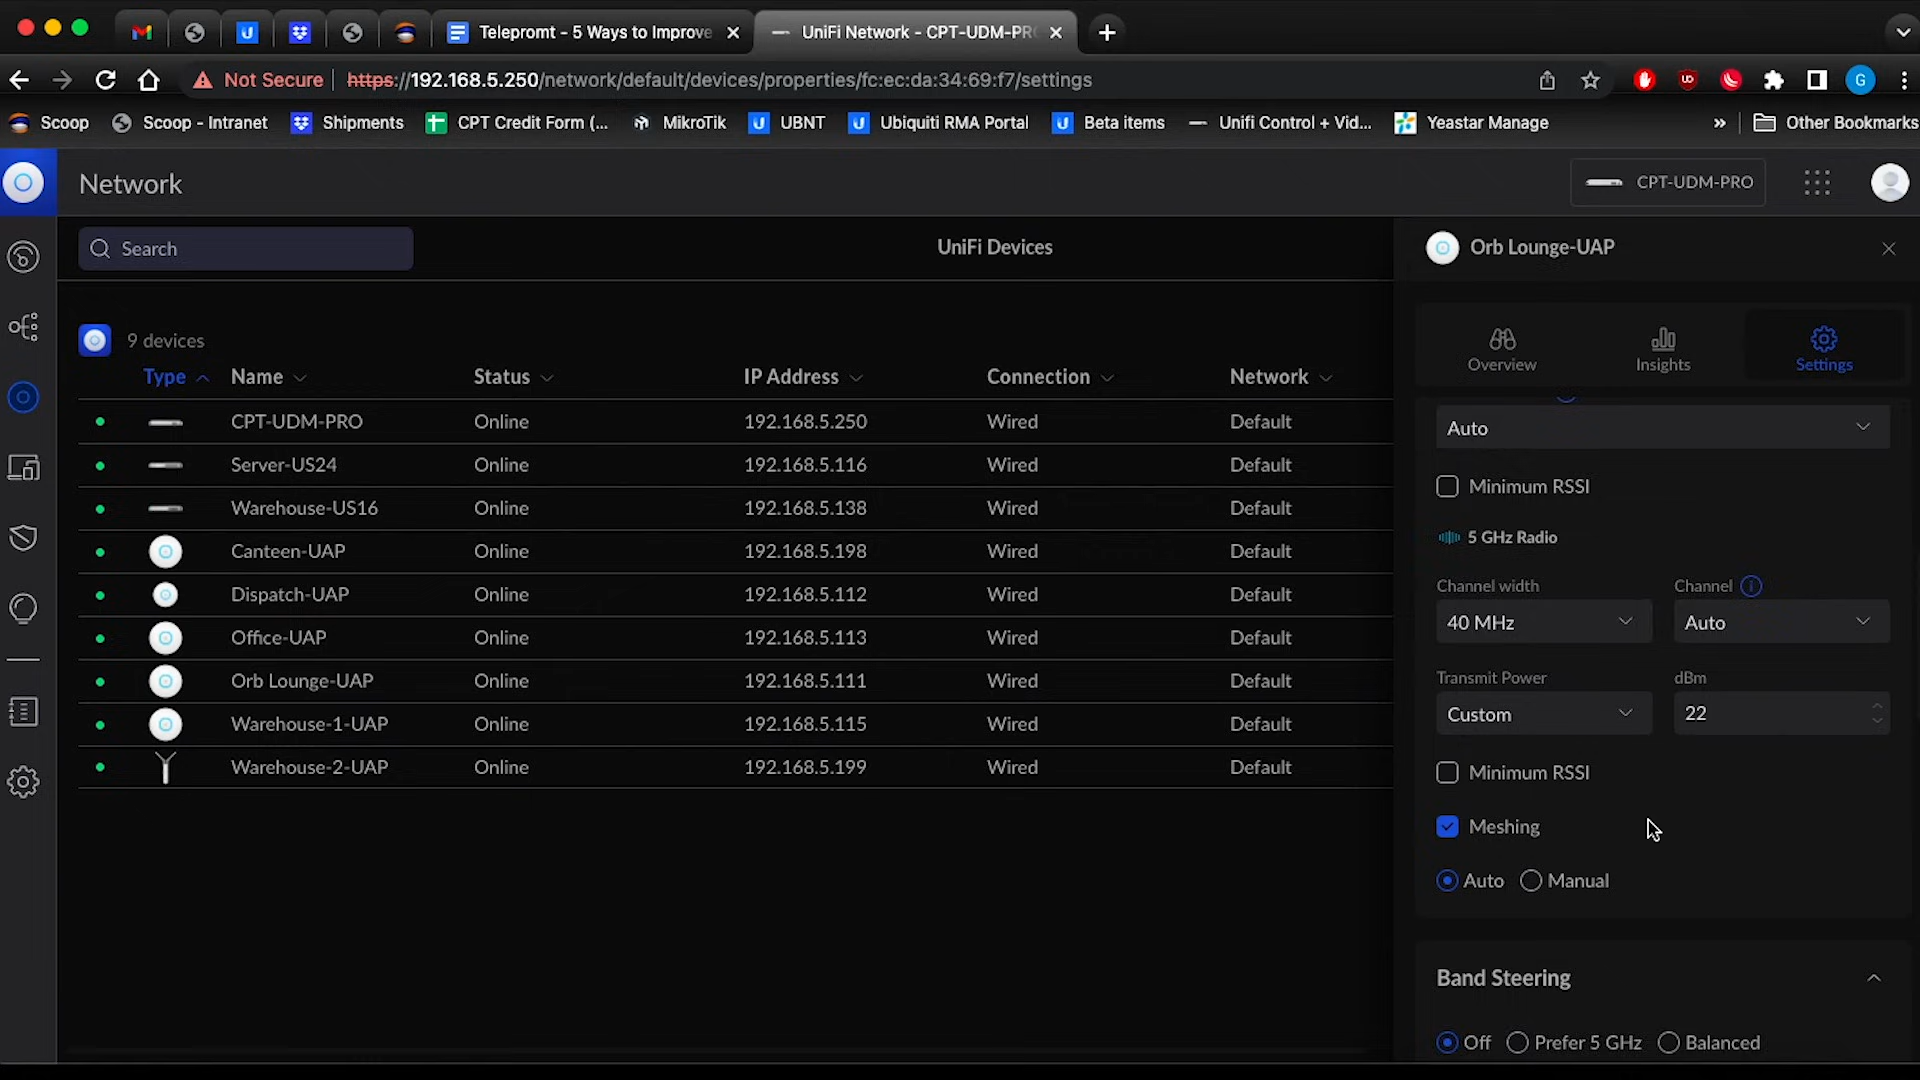 Telepromt - 5 Ways to Improve
UniFi Network - CPT-UDM-PR
Not Secure https://192.168.5.250/network/default/devices/properties/fc:ec:da:34:69:f7/settings
G
Scoop Scoop - Intranet Shipments CPT Credit Form (... MikroTik UBNT Ubiquiti RMA Portal Beta items Unifi Control + Vid... Yeastar Manage » Other Bookmarks
Network
CPT-UDM-PRO
Search
UniFi Devices
9 devices
Type Name Status IP Address Connection Network
CPT-UDM-PRO Online 192.168.5.250 Wired Default
Server-US24 Online 192.168.5.116 Wired Default
Warehouse-US16 Online 192.168.5.138 Wired Default
Canteen-UAP Online 192.168.5.198 Wired Default
Dispatch-UAP Online 192.168.5.112 Wired Default
Office-UAP Online 192.168.5.113 Wired Default
Orb Lounge-UAP Online 192.168.5.111 Wired Default
Warehouse-1-UAP Online 192.168.5.115 Wired Default
Warehouse-2-UAP Online 192.168.5.199 Wired Default
Orb Lounge-UAP
Overview Insights Settings
Auto
Minimum RSSI
5 GHz Radio
Channel width Channel
40 MHz Auto
Transmit Power dBm
Custom 22
Minimum RSSI
Meshing
Auto Manual
Band Steering
Off Prefer 5 GHz Balanced